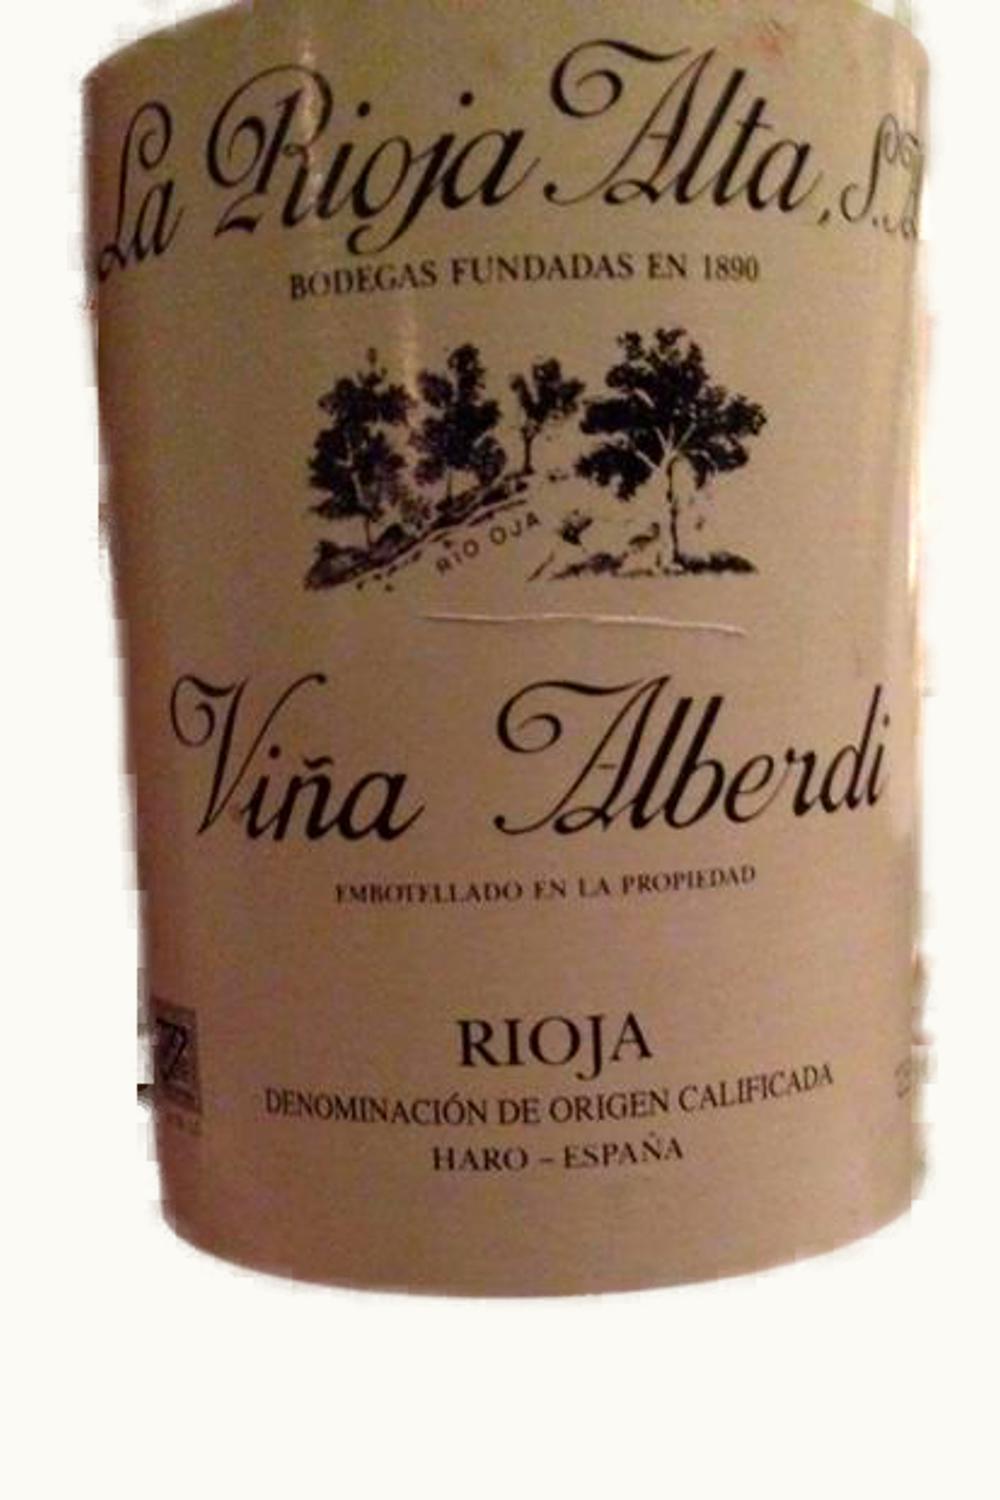 La Rioja Alta, S.A.
BODEGAS FUNDADAS EN 1890
RIO OJA
Viña Alberdi
EMBOTELLADO EN LA PROPIEDAD
RIOJA
DENOMINACIÓN DE ORIGEN CALIFICADA
HARO – ESPAÑA